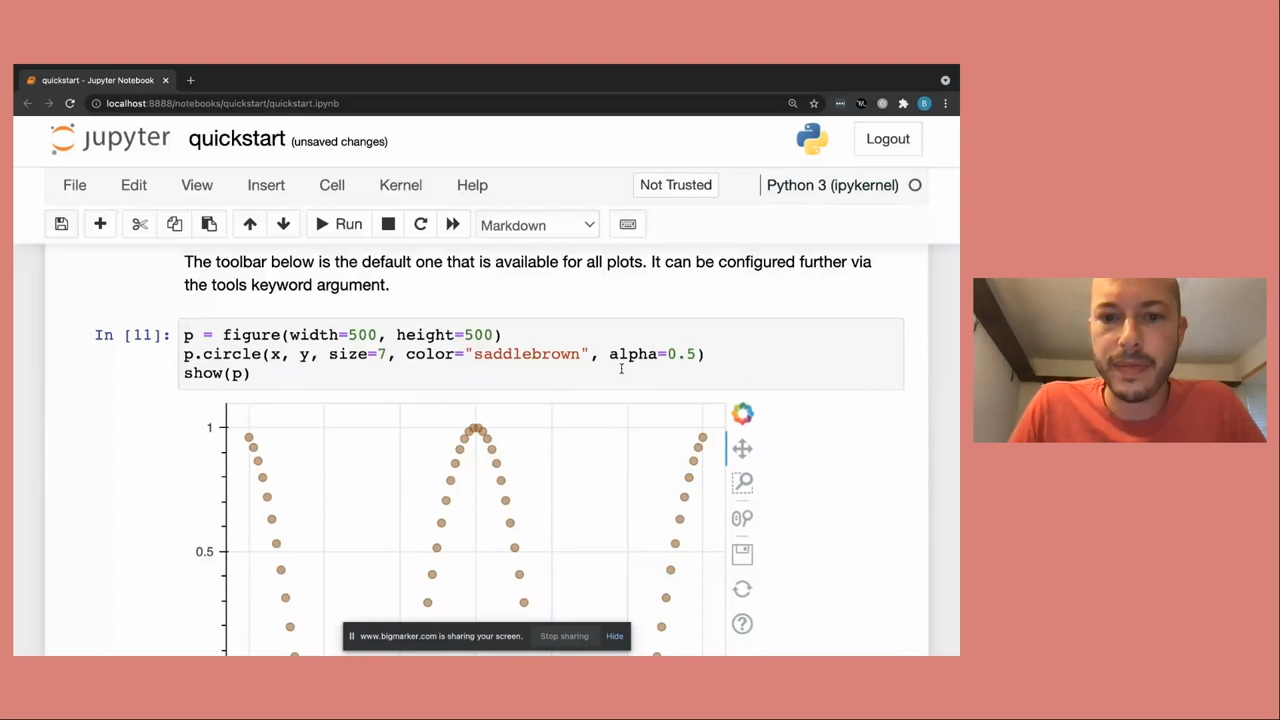 quickstart - Jupyter Notebook
localhost:8888/notebooks/quickstart/quickstart.ipynb
B
jupyter quickstart (unsaved changes) Logout
File Edit View Insert Cell Kernel Help Not Trusted Python 3 (ipykernel)
Run Markdown
The toolbar below is the default one that is available for all plots. It can be configured further via
the tools keyword argument.
In [11]: p = figure(width=500, height=500)
p.circle(x, y, size=7, color="saddlebrown", alpha=0.5)
show(p)
1
0.5
www.bigmarker.com is sharing your screen. Stop sharing Hide